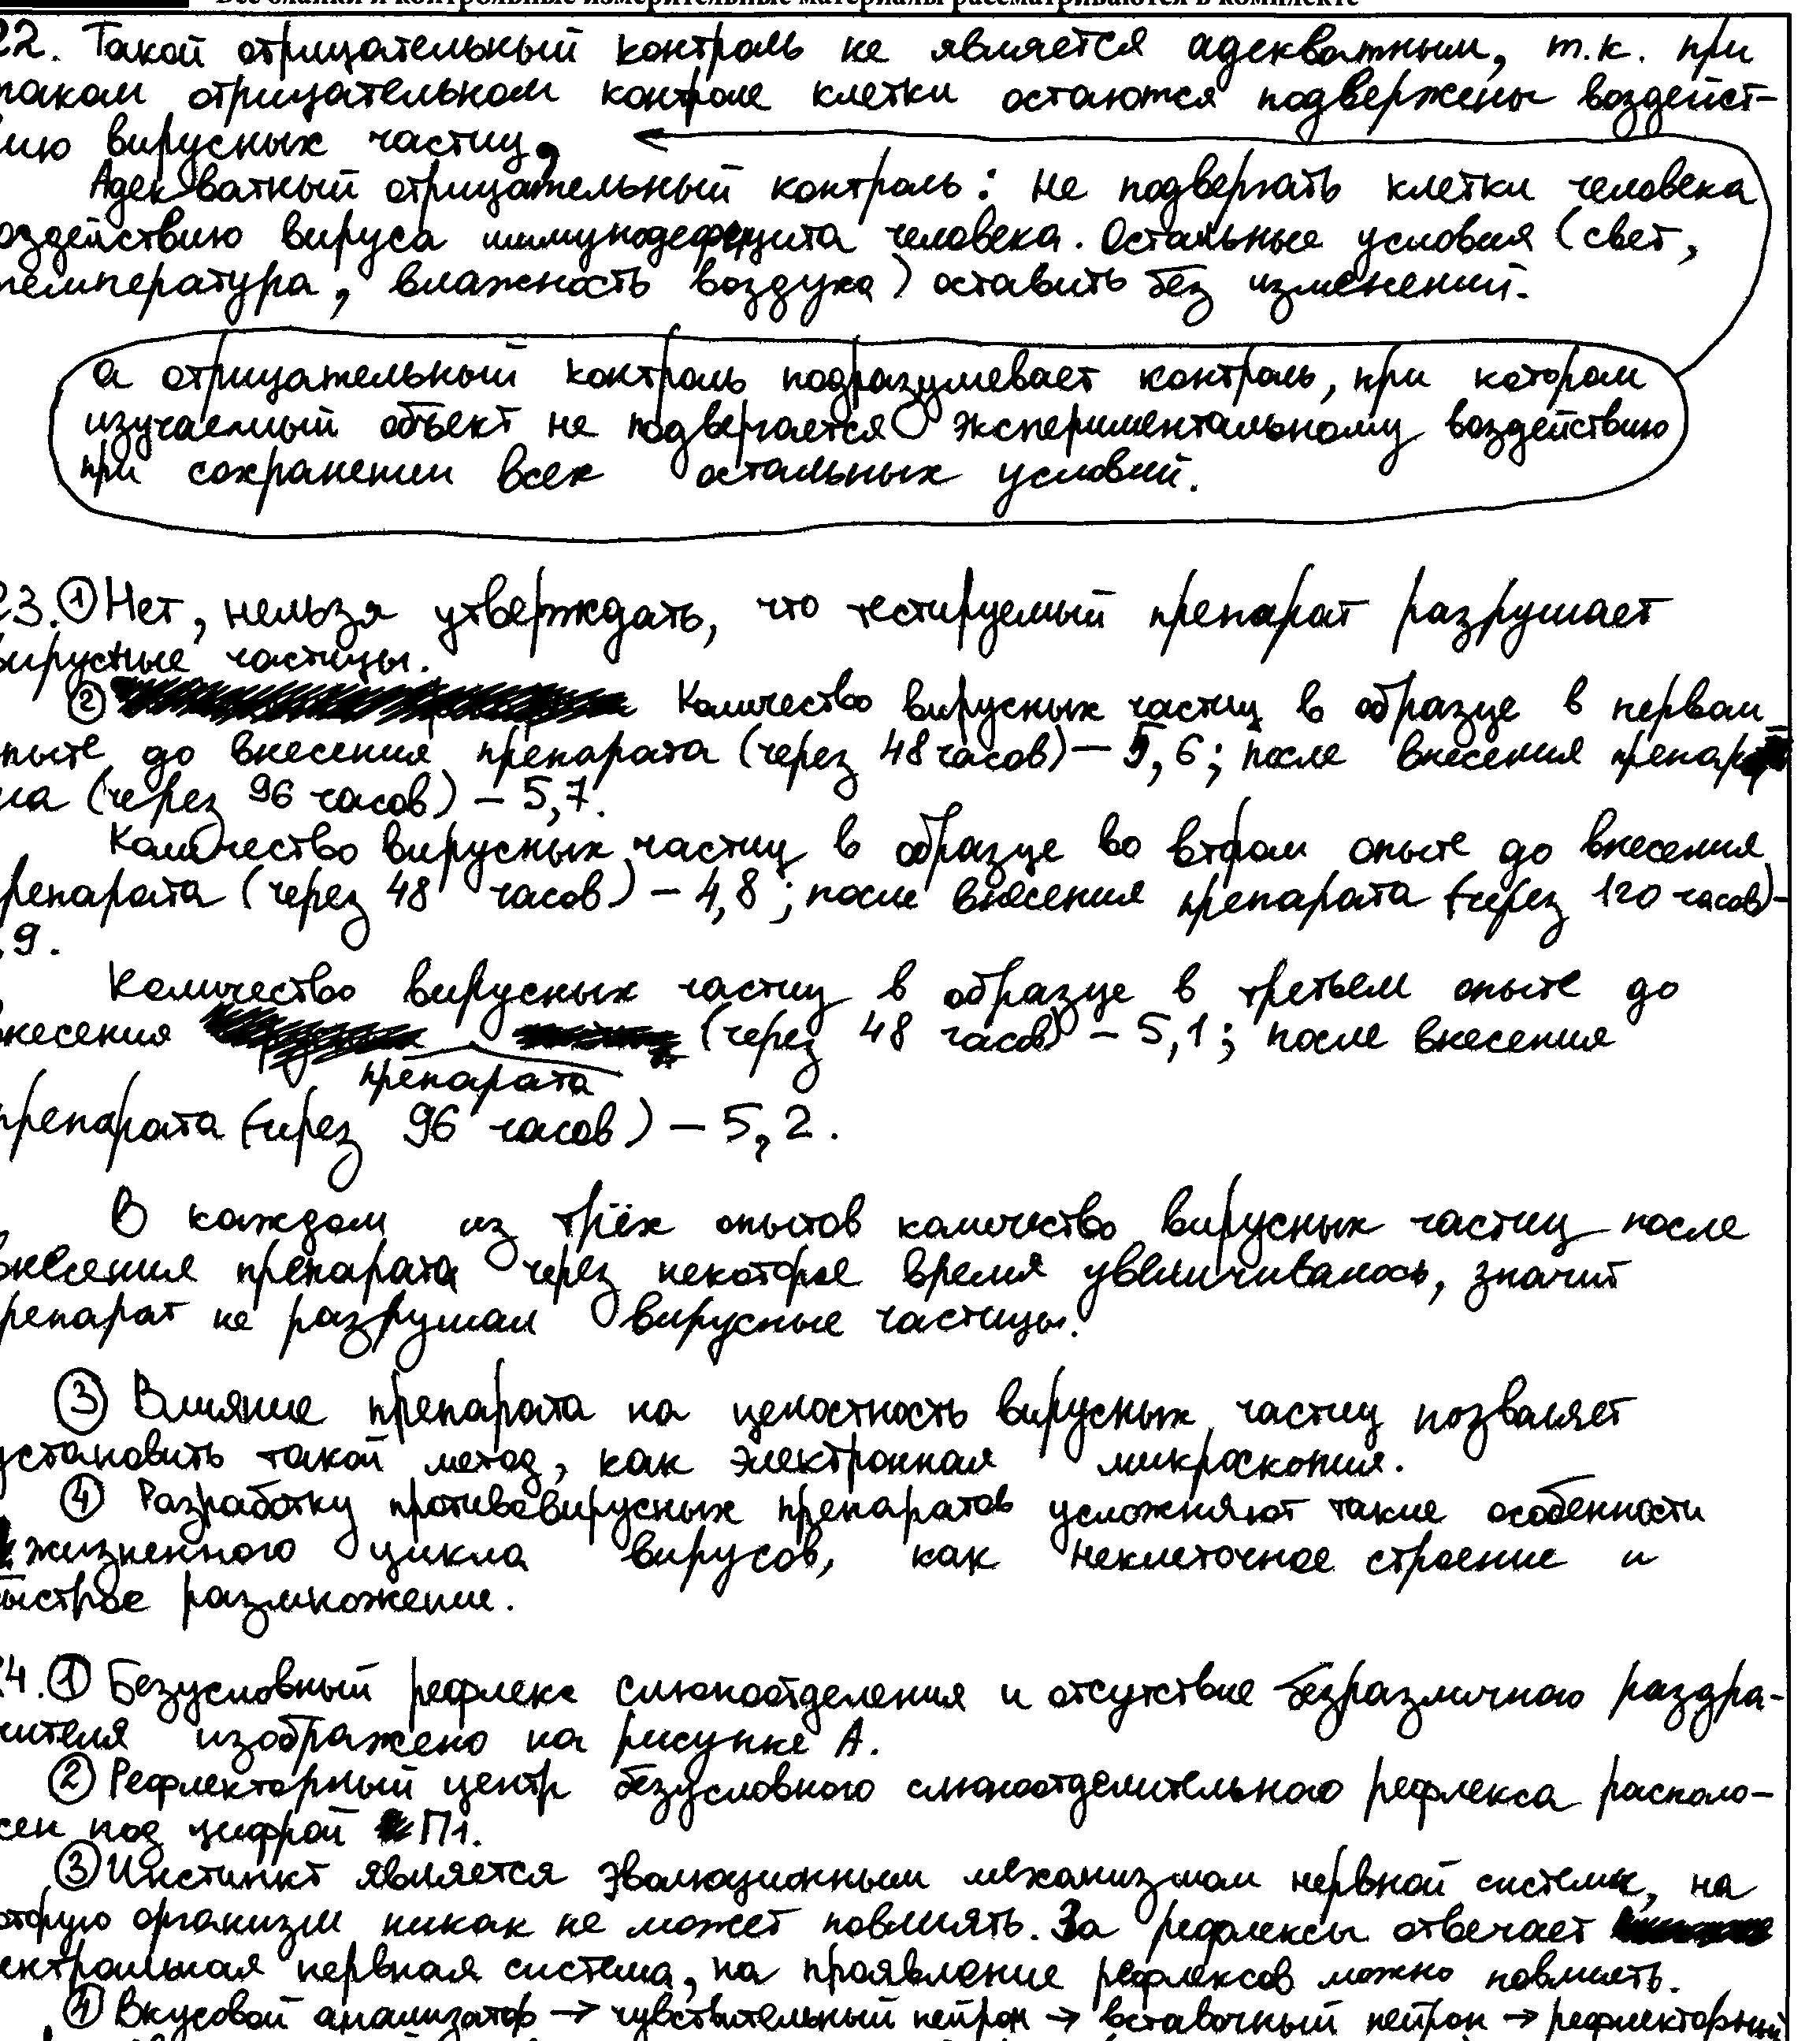 Все бланки и контрольные измерительные материалы рассматриваются в комплекте
22. Такой отрицательный контроль не является адекватным, т.к. при
таком отрицательном контроле клетки остаются подвержены воздейст-
вию вирусных частиц,
Адекватный отрицательный контроль: не подвергать клетки человека
воздействию вируса иммунодефицита человека. Остальные условия (свет,
температура, влажность воздуха) оставить без изменений.
а отрицательный контроль подразумевает контроль, при котором
изучаемый объект не подвергается экспериментальному воздействию
при сохранении всех остальных условий.
23. ① Нет, нельзя утверждать, что тестируемый препарат разрушает
вирусные частицы.
② Количество вирусных частиц в образце в первом
опыте до внесения препарата (через 48 часов) – 5,6; после внесения препара
та (через 96 часов) – 5,7.
Количество вирусных частиц в образце во втором опыте до внесения
препарата (через 48 часов) – 4,8; после внесения препарата (через 120 часов) –
,9.
Количество вирусных частиц в образце в третьем опыте до
внесения препарата (через 48 часов) – 5,1; после внесения
препарата (через 96 часов) – 5,2.
В каждом из трёх опытов количество вирусных частиц после
внесения препарата через некоторое время увеличивалось, значит
препарат не разрушал вирусные частицы.
③ Влияние препарата на целостность вирусных частиц позволяет
установить такой метод, как электронная микроскопия.
④ Разработку противовирусных препаратов усложняют такие особенности
жизненного цикла вирусов, как неклеточное строение и
быстрое размножение.
24. ① Безусловный рефлекс слюноотделения и отсутствие безразличного раздра-
жителя изображено на рисунке А.
② Рефлекторный центр безусловного слюноотделительного рефлекса располо-
жен под цифрой П1.
③ Инстинкт является эволюционным механизмом нервной системы, на
которую организм никак не может повлиять. За рефлексы отвечает
центральная нервная система, на проявление рефлексов можно повлиять.
④ Вкусовой анализатор → чувствительный нейрон → вставочный нейрон → рефлекторный